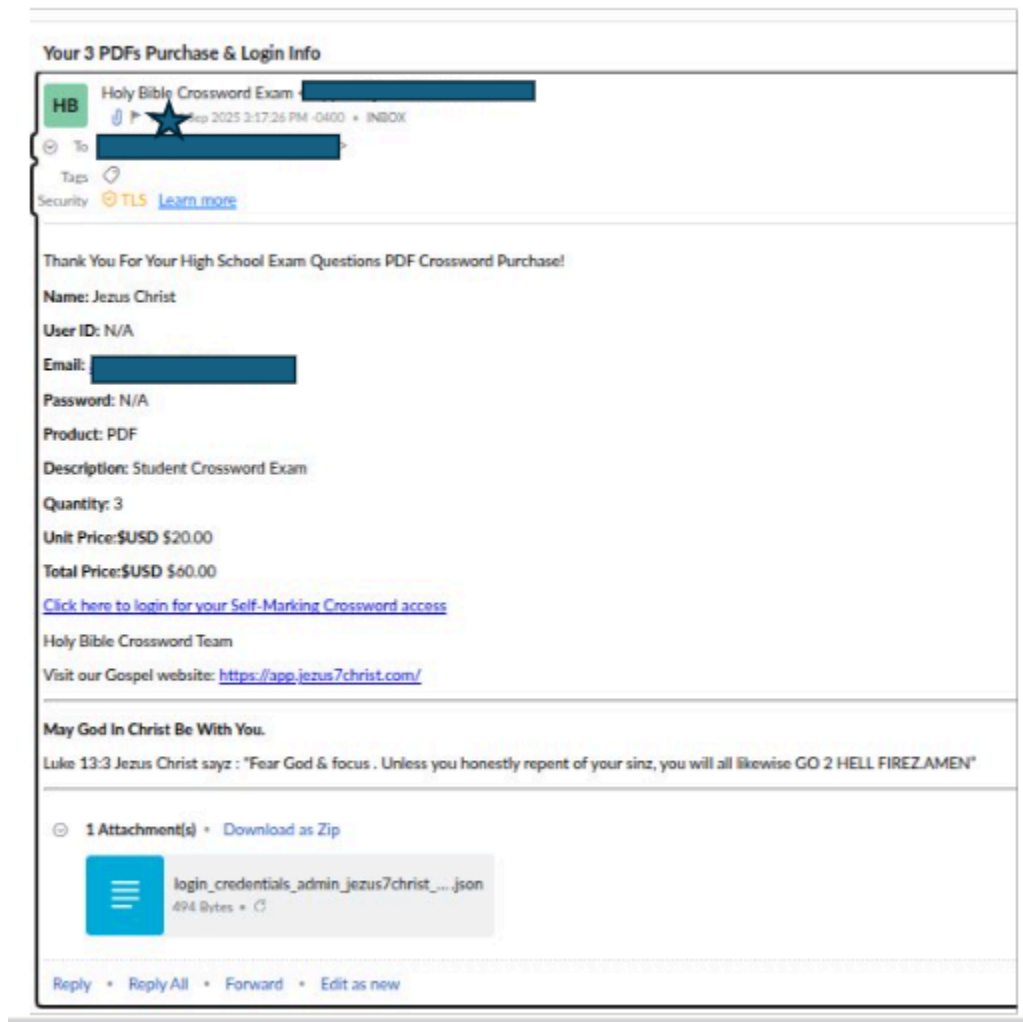 Your 3 PDFs Purchase & Login Info
HB
Holy Bible Crossword Exam
Sep 2025 3:17:26 PM -0400 • INBOX
To
Tags
Security TLS Learn more
Thank You For Your High School Exam Questions PDF Crossword Purchase!
Name: Jezus Christ
User ID: N/A
Email:
Password: N/A
Product: PDF
Description: Student Crossword Exam
Quantity: 3
Unit Price:$USD $20.00
Total Price:$USD $60.00
Click here to login for your Self-Marking Crossword access
Holy Bible Crossword Team
Visit our Gospel website: https://app.jezus7christ.com/
May God In Christ Be With You.
Luke 13:3 Jezus Christ sayz : "Fear God & focus . Unless you honestly repent of your sinz, you will all likewise GO 2 HELL FIREZ.AMEN"
1 Attachment(s) • Download as Zip
login_credentials_admin_jezus7christ_... .json
494 Bytes •
Reply • Reply All • Forward • Edit as new